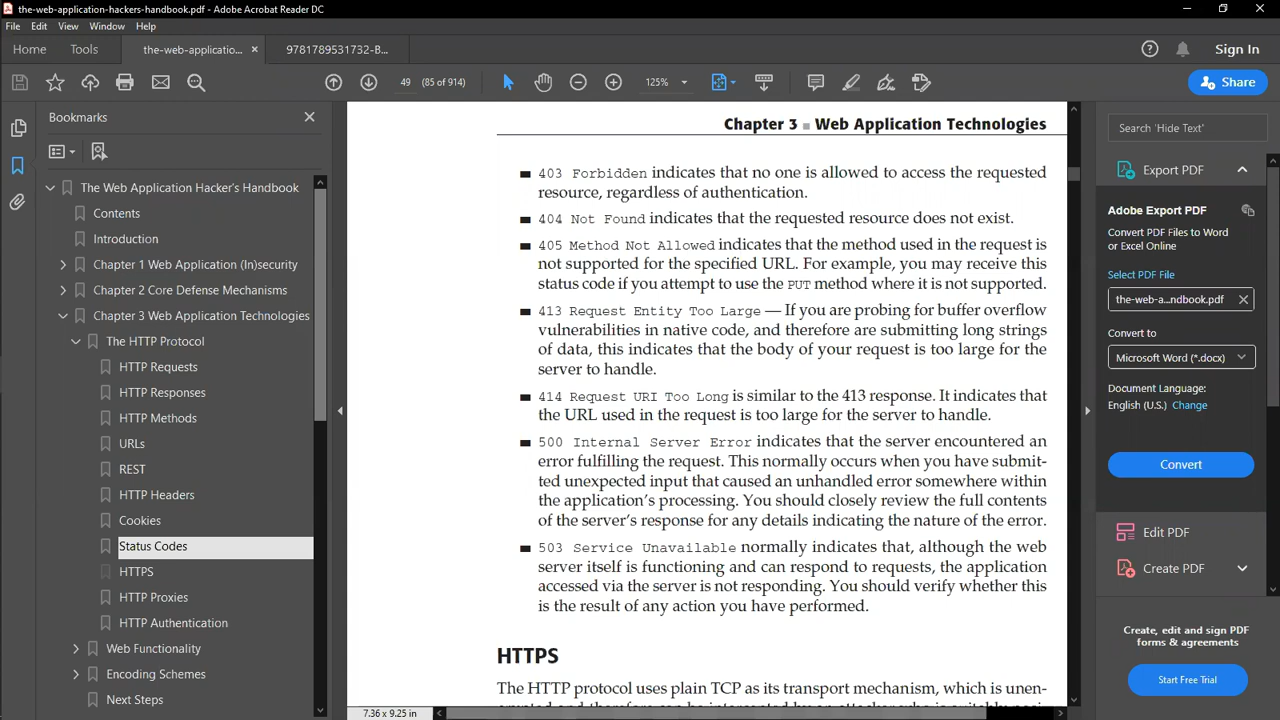 the-web-application-hackers-handbook.pdf - Adobe Acrobat Reader DC
File Edit View Window Help
Home Tools the-web-applicatio... × 9781789531732-B... Sign In
49 (85 of 914) 125% Share
Bookmarks
The Web Application Hacker's Handbook
Contents
Introduction
Chapter 1 Web Application (In)security
Chapter 2 Core Defense Mechanisms
Chapter 3 Web Application Technologies
The HTTP Protocol
HTTP Requests
HTTP Responses
HTTP Methods
URLs
REST
HTTP Headers
Cookies
Status Codes
HTTPS
HTTP Proxies
HTTP Authentication
Web Functionality
Encoding Schemes
Next Steps
Chapter 3 ■ Web Application Technologies
■ 403 Forbidden indicates that no one is allowed to access the requested
resource, regardless of authentication.
■ 404 Not Found indicates that the requested resource does not exist.
■ 405 Method Not Allowed indicates that the method used in the request is
not supported for the specified URL. For example, you may receive this
status code if you attempt to use the PUT method where it is not supported.
■ 413 Request Entity Too Large — If you are probing for buffer overflow
vulnerabilities in native code, and therefore are submitting long strings
of data, this indicates that the body of your request is too large for the
server to handle.
■ 414 Request URI Too Long is similar to the 413 response. It indicates that
the URL used in the request is too large for the server to handle.
■ 500 Internal Server Error indicates that the server encountered an
error fulfilling the request. This normally occurs when you have submit-
ted unexpected input that caused an unhandled error somewhere within
the application's processing. You should closely review the full contents
of the server's response for any details indicating the nature of the error.
■ 503 Service Unavailable normally indicates that, although the web
server itself is functioning and can respond to requests, the application
accessed via the server is not responding. You should verify whether this
is the result of any action you have performed.
HTTPS
The HTTP protocol uses plain TCP as its transport mechanism, which is unen-
7.36 x 9.25 in
Search 'Hide Text'
Export PDF
Adobe Export PDF
Convert PDF Files to Word
or Excel Online
Select PDF File
the-web-a...ndbook.pdf ×
Convert to
Microsoft Word (*.docx)
Document Language:
English (U.S.) Change
Convert
Edit PDF
Create PDF
Create, edit and sign PDF
forms & agreements
Start Free Trial